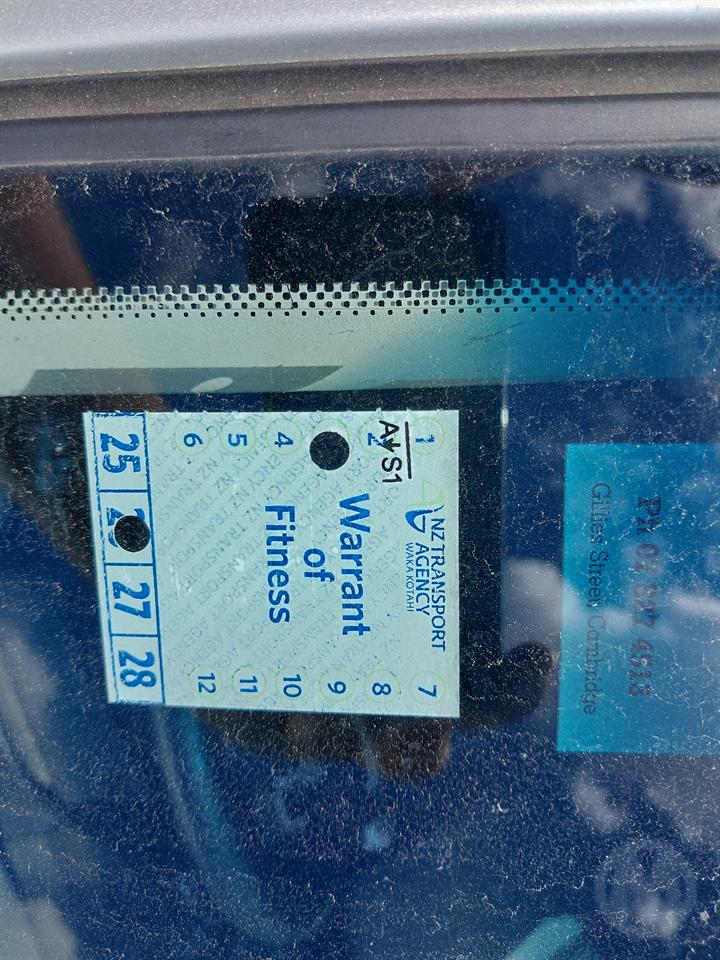 1
2
4
5
6
A S1
NZ TRANSPORT
AGENCY
WAKA KOTAHI
Warrant
of
Fitness
7
8
9
10
11
12
25 27 28
Gillies Street, Cambridge